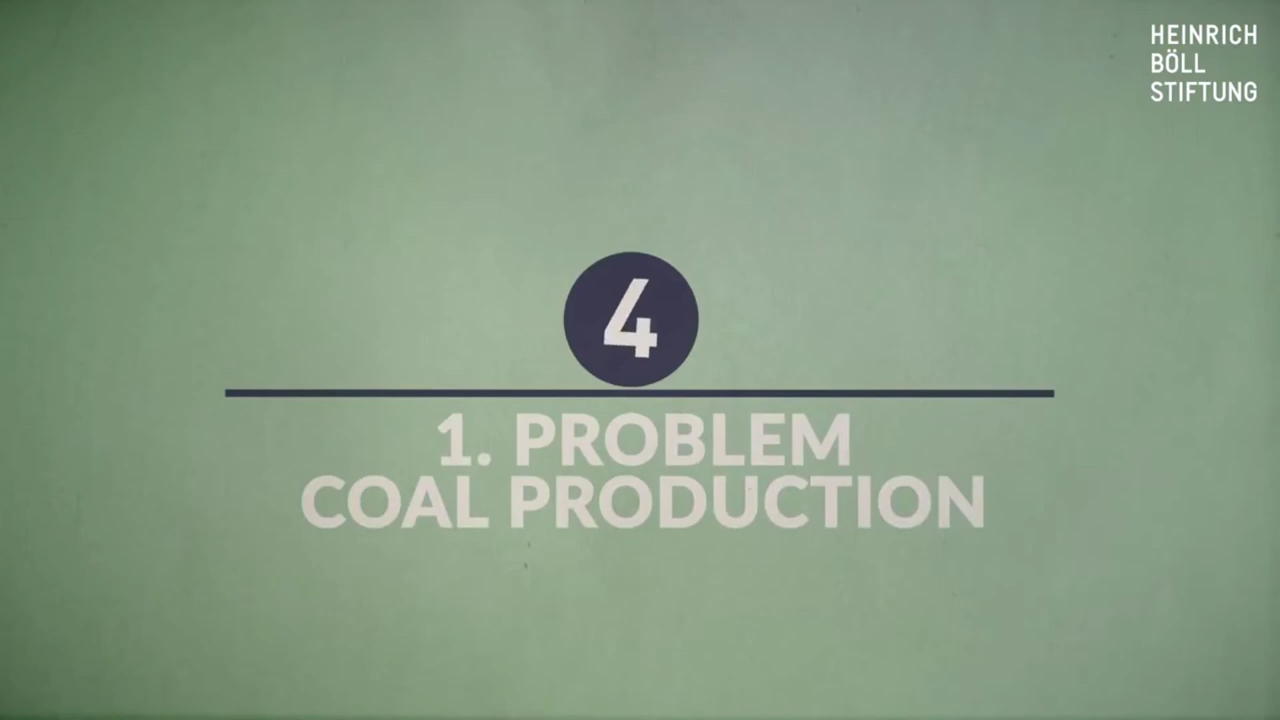 HEINRICH
BÖLL
STIFTUNG
4
1. PROBLEM
COAL PRODUCTION